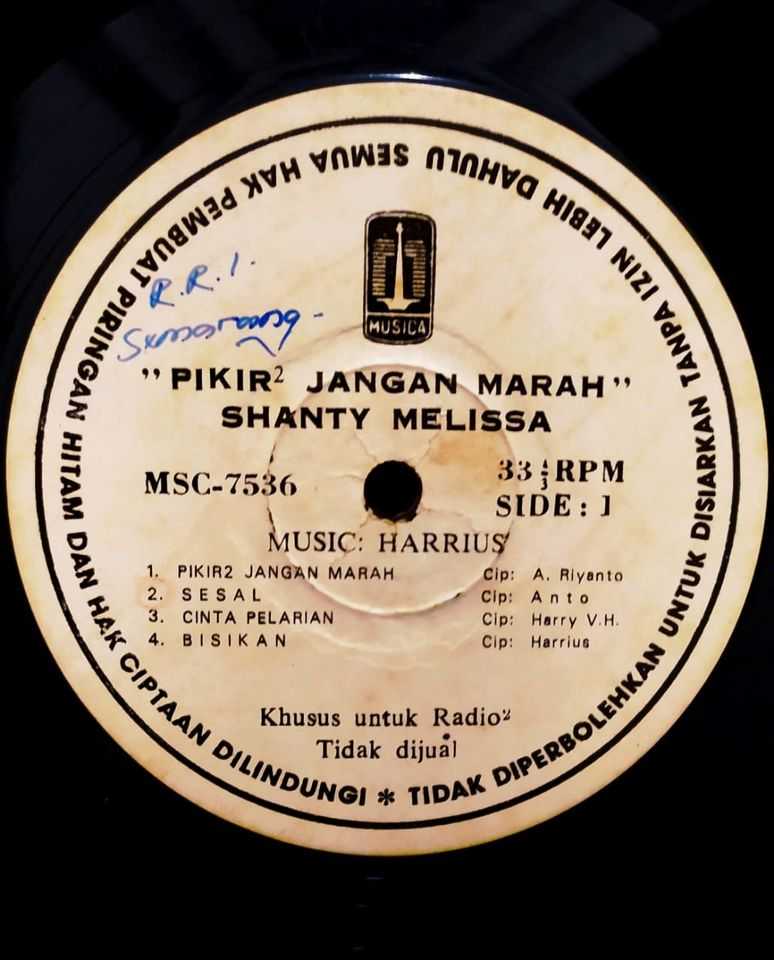 SEMUA HAK PEMBUAT PIRINGAN HITAM DAN HAK CIPTAAN DILINDUNGI * TIDAK DIPERBOLEHKAN UNTUK DISIARKAN TANPA IZIN LEBIH DAHULU
MUSICA
R.R.I.
"PIKIR² JANGAN MARAH"
SHANTY MELISSA
MSC-7536
33⅓ RPM
SIDE : 1
MUSIC: HARRIUS
1. PIKIR2 JANGAN MARAH Cip: A. Riyanto
2. SESAL Cip: Anto
3. CINTA PELARIAN Cip: Harry V.H.
4. BISIKAN Cip: Harrius
Khusus untuk Radio²
Tidak dijual